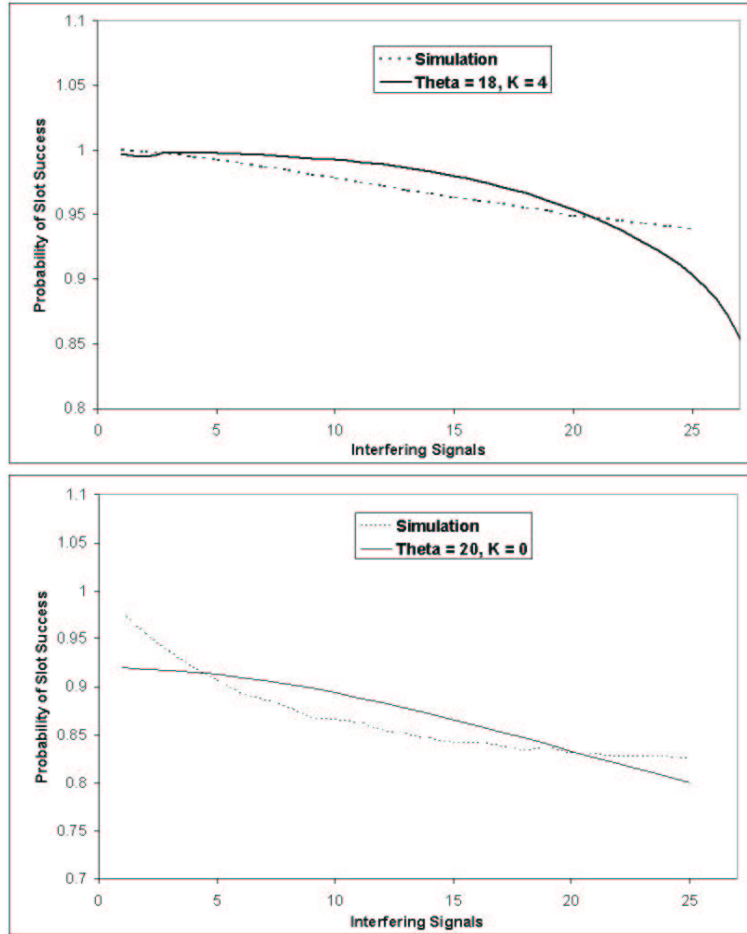 1.1
1.05
1
0.95
0.9
0.85
0.8
Probability of Slot Success
Simulation
Theta = 18, K = 4
0 5 10 15 20 25
Interfering Signals
1.1
1.05
1
0.95
0.9
0.85
0.8
0.75
0.7
Probability of Slot Success
Simulation
Theta = 20, K = 0
0 5 10 15 20 25
Interfering Signals